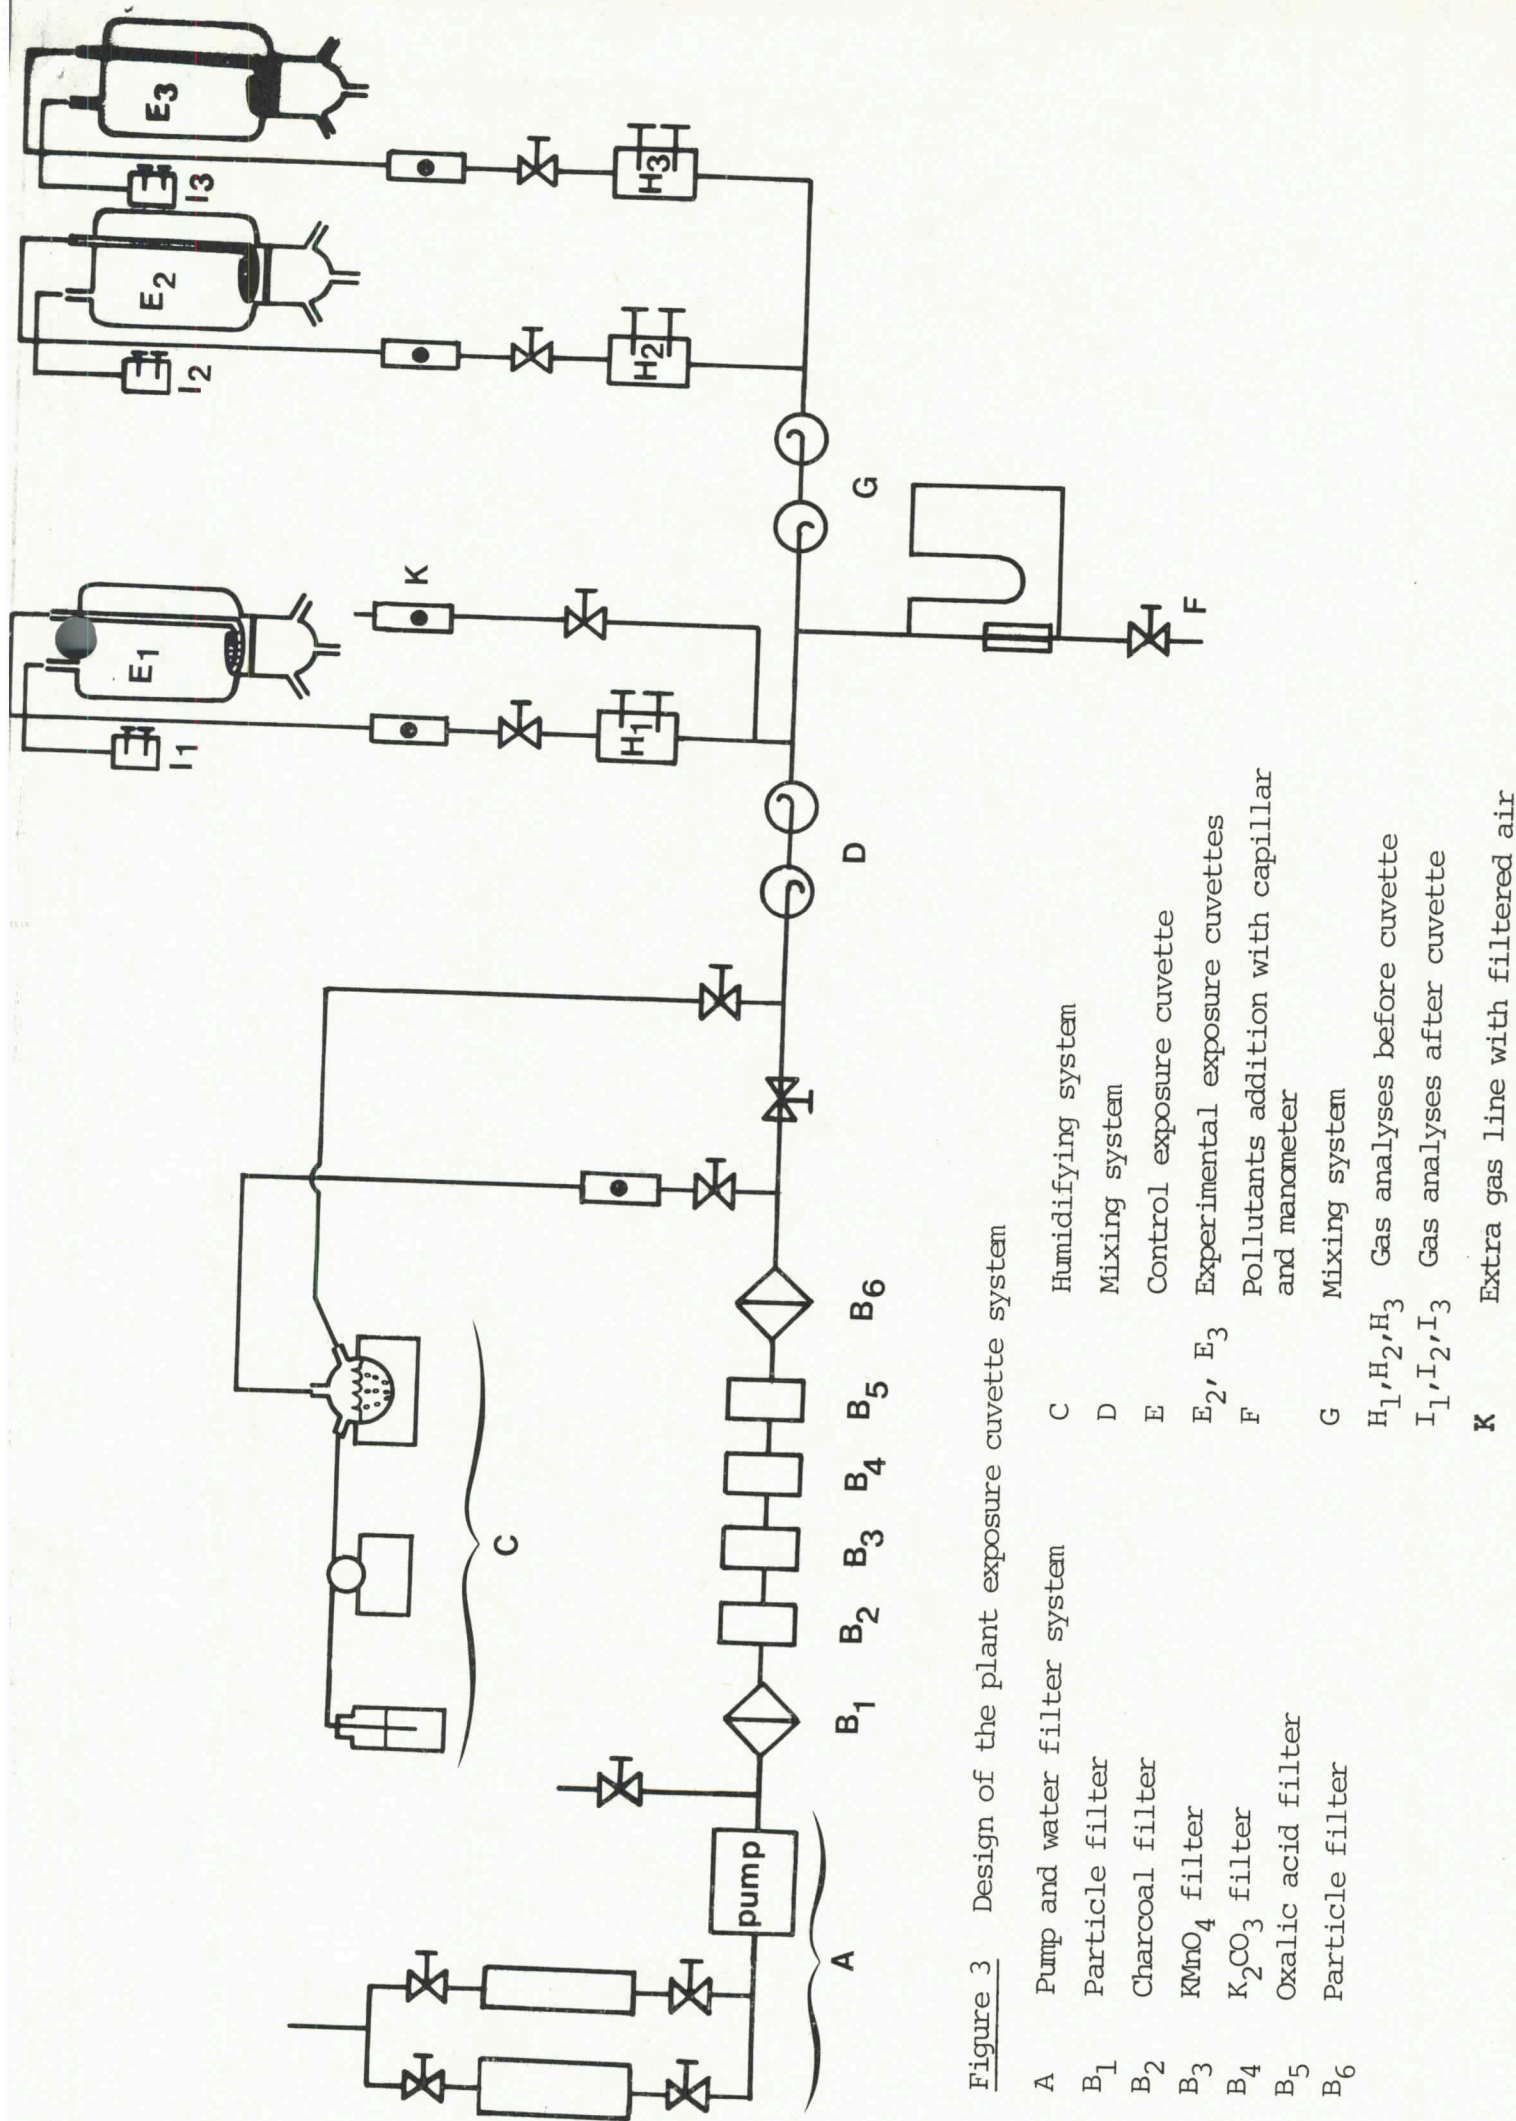 E1
E2
E3
I1
I2
I3
K
H1
H2
H3
D
G
F
C
pump
A
B1
B2
B3
B4
B5
B6
Figure 3 Design of the plant exposure cuvette system
A Pump and water filter system
B1 Particle filter
B2 Charcoal filter
B3 KMnO4 filter
B4 K2CO3 filter
B5 Oxalic acid filter
B6 Particle filter
C Humidifying system
D Mixing system
E Control exposure cuvette
E2, E3 Experimental exposure cuvettes
F Pollutants addition with capillar
and manometer
G Mixing system
H1,H2,H3 Gas analyses before cuvette
I1,I2,I3 Gas analyses after cuvette
K Extra gas line with filtered air